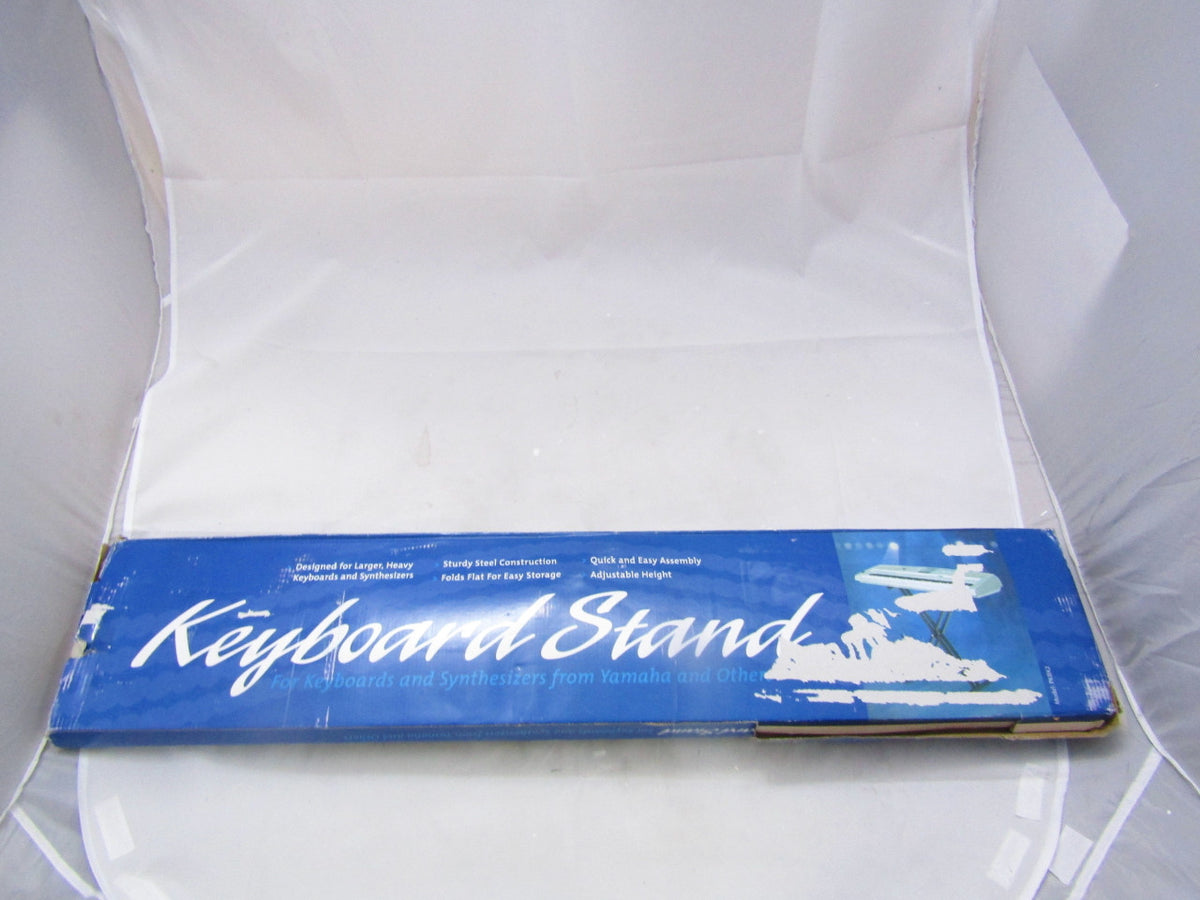 Designed for Larger, Heavy
Keyboards and Synthesizers
Sturdy Steel Construction
Folds Flat For Easy Storage
Quick and Easy Assembly
Adjustable Height
Keyboard Stand
For Keyboards and Synthesizers from Yamaha and Other